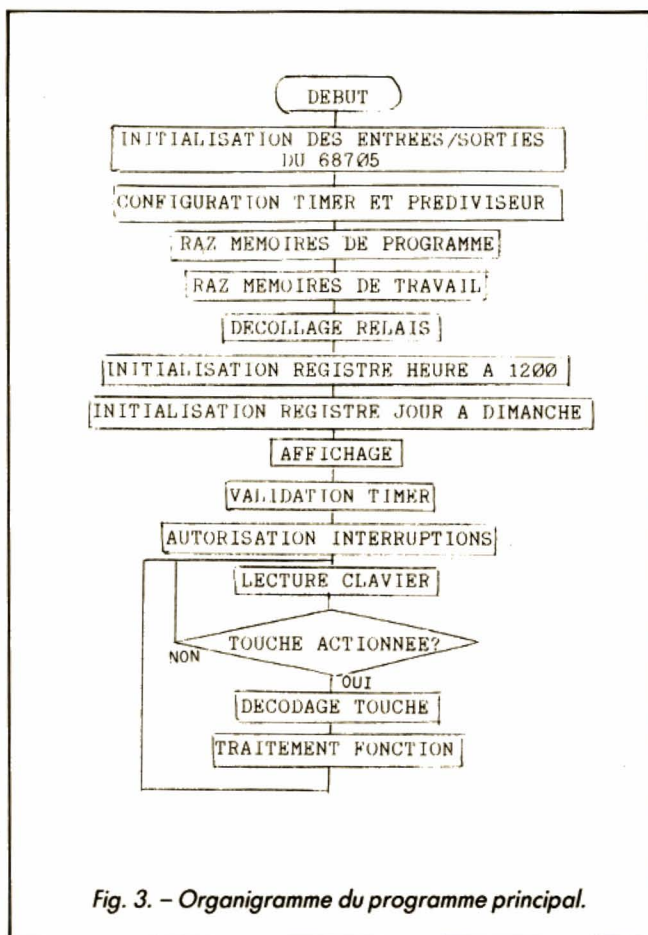 DEBUT
INITIALISATION DES ENTREES/SORTIES
DU 687Ø5
CONFIGURATION TIMER ET PREDIVISEUR
RAZ MEMOIRES DE PROGRAMME
RAZ MEMOIRES DE TRAVAIL
DECOLLAGE RELAIS
INITIALISATION REGISTRE HEURE A 12ØØ
INITIALISATION REGISTRE JOUR A DIMANCHE
AFFICHAGE
VALIDATION TIMER
AUTORISATION INTERRUPTIONS
LECTURE CLAVIER
TOUCHE ACTIONNEE?
NON
OUI
DECODAGE TOUCHE
TRAITEMENT FONCTION
Fig. 3. – Organigramme du programme principal.